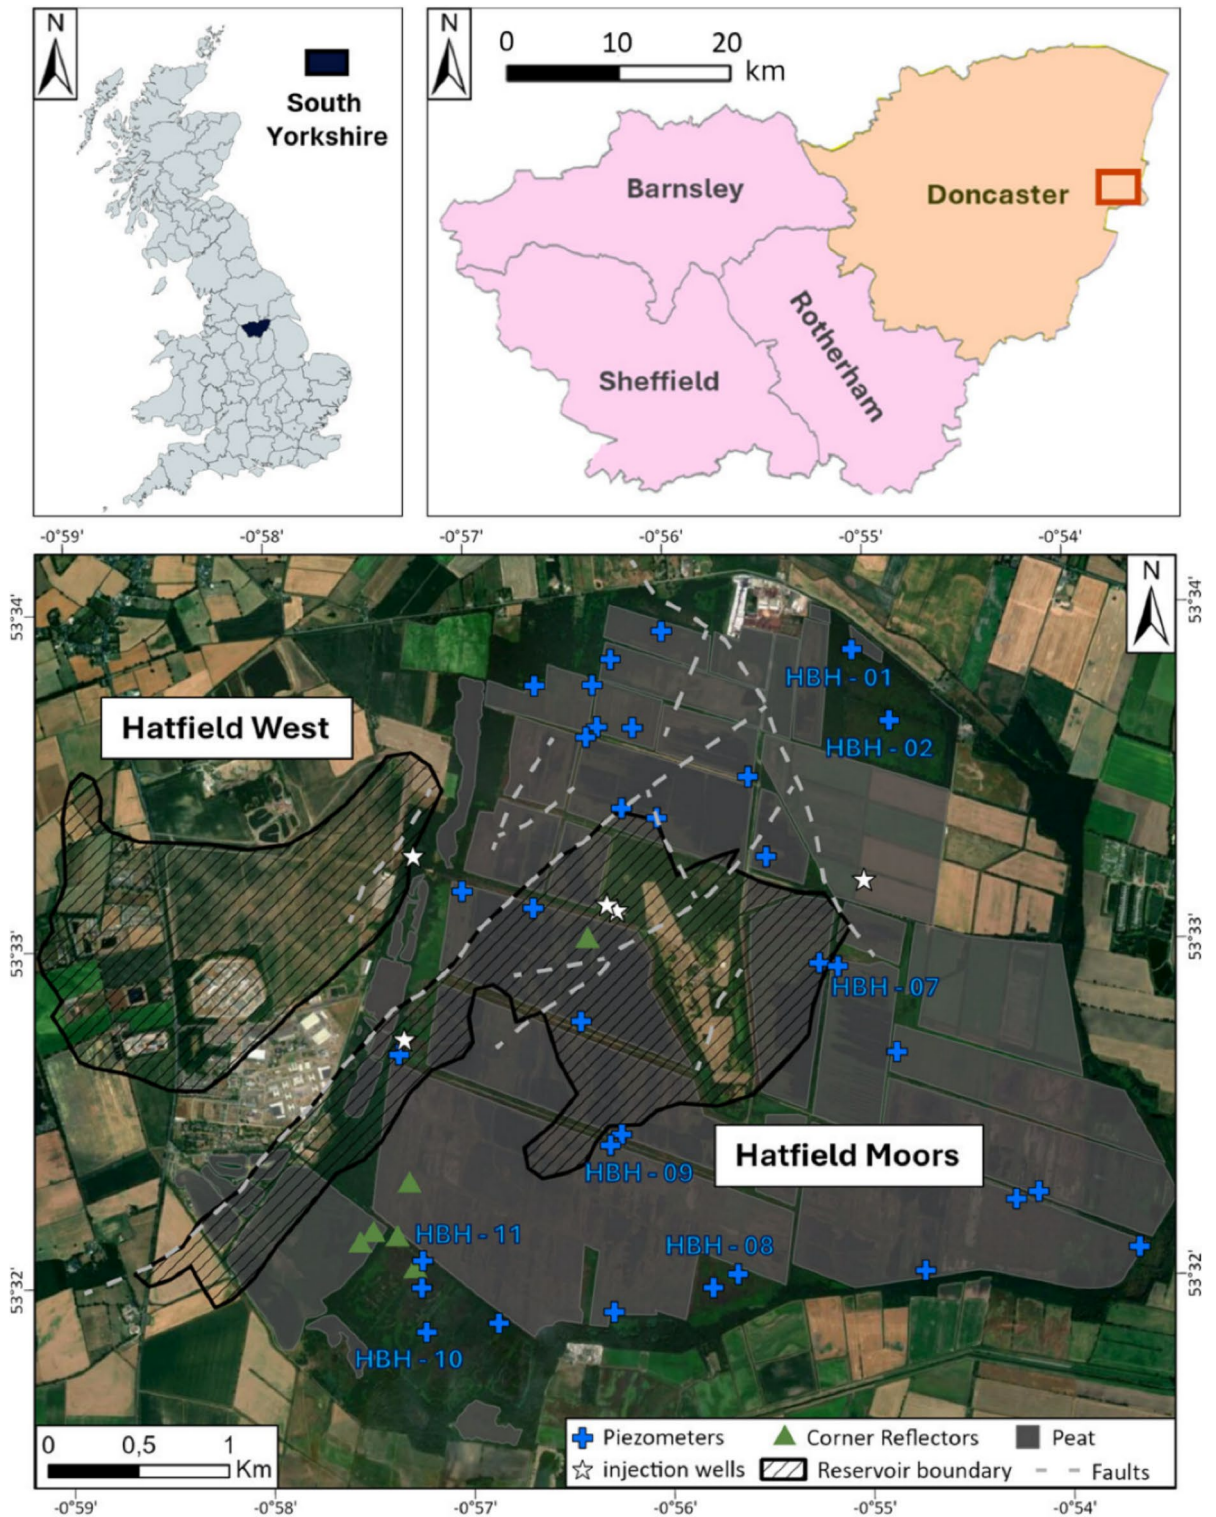 N
South
Yorkshire
N
0 10 20
km
Barnsley
Doncaster
Rotherham
Sheffield
-0°59' -0°58' -0°57' -0°56' -0°55' -0°54'
N
53°34'
53°34'
HBH - 01
Hatfield West
HBH - 02
53°33'
53°33'
HBH - 07
Hatfield Moors
HBH - 09
HBH - 11
HBH - 08
53°32'
53°32'
HBH - 10
0 0,5 1
Km
Piezometers Corner Reflectors Peat
injection wells Reservoir boundary Faults
-0°59' -0°58' -0°57' -0°56' -0°55' -0°54'